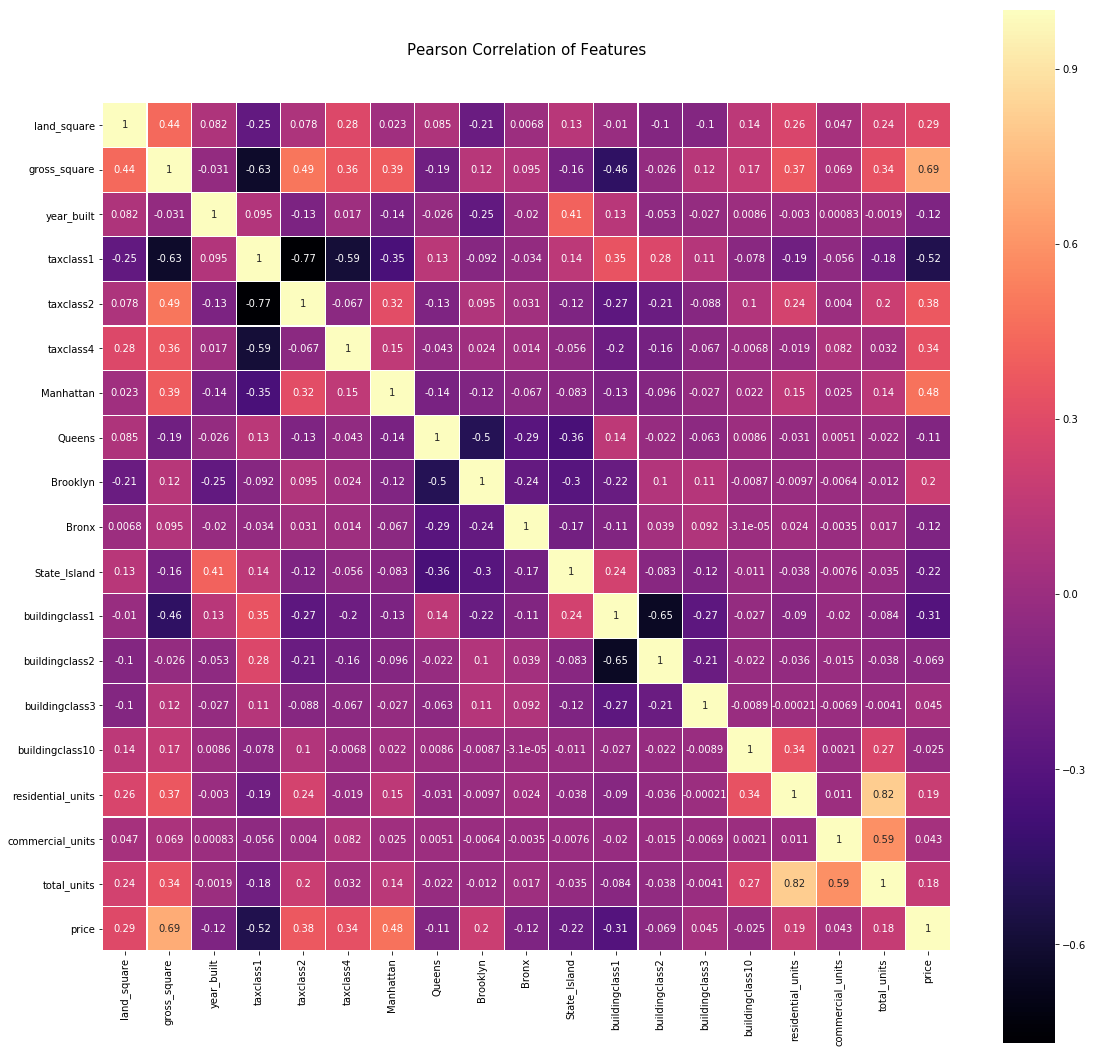 Pearson Correlation of Features
land_square 1 0.44 0.082 -0.25 0.078 0.28 0.023 0.085 -0.21 0.0068 0.13 -0.01 -0.1 -0.1 0.14 0.26 0.047 0.24 0.29
gross_square 0.44 1 -0.031 -0.63 0.49 0.36 0.39 -0.19 0.12 0.095 -0.16 -0.46 -0.026 0.12 0.17 0.37 0.069 0.34 0.69
year_built 0.082 -0.031 1 0.095 -0.13 0.017 -0.14 -0.026 -0.25 -0.02 0.41 0.13 -0.053 -0.027 0.0086 -0.003 0.00083 -0.0019 -0.12
taxclass1 -0.25 -0.63 0.095 1 -0.77 -0.59 -0.35 0.13 -0.092 -0.034 0.14 0.35 0.28 0.11 -0.078 -0.19 -0.056 -0.18 -0.52
taxclass2 0.078 0.49 -0.13 -0.77 1 -0.067 0.32 -0.13 0.095 0.031 -0.12 -0.27 -0.21 -0.088 0.1 0.24 0.004 0.2 0.38
taxclass4 0.28 0.36 0.017 -0.59 -0.067 1 0.15 -0.043 0.024 0.014 -0.056 -0.2 -0.16 -0.067 -0.0068 -0.019 0.082 0.032 0.34
Manhattan 0.023 0.39 -0.14 -0.35 0.32 0.15 1 -0.14 -0.12 -0.067 -0.083 -0.13 -0.096 -0.027 0.022 0.15 0.025 0.14 0.48
Queens 0.085 -0.19 -0.026 0.13 -0.13 -0.043 -0.14 1 -0.5 -0.29 -0.36 0.14 -0.022 -0.063 0.0086 -0.031 0.0051 -0.022 -0.11
Brooklyn -0.21 0.12 -0.25 -0.092 0.095 0.024 -0.12 -0.5 1 -0.24 -0.3 -0.22 0.1 0.11 -0.0087 -0.0097 -0.0064 -0.012 0.2
Bronx 0.0068 0.095 -0.02 -0.034 0.031 0.014 -0.067 -0.29 -0.24 1 -0.17 -0.11 0.039 0.092 -3.1e-05 0.024 -0.0035 0.017 -0.12
State_Island 0.13 -0.16 0.41 0.14 -0.12 -0.056 -0.083 -0.36 -0.3 -0.17 1 0.24 -0.083 -0.12 -0.011 -0.038 -0.0076 -0.035 -0.22
buildingclass1 -0.01 -0.46 0.13 0.35 -0.27 -0.2 -0.13 0.14 -0.22 -0.11 0.24 1 -0.65 -0.27 -0.027 -0.09 -0.02 -0.084 -0.31
buildingclass2 -0.1 -0.026 -0.053 0.28 -0.21 -0.16 -0.096 -0.022 0.1 0.039 -0.083 -0.65 1 -0.21 -0.022 -0.036 -0.015 -0.038 -0.069
buildingclass3 -0.1 0.12 -0.027 0.11 -0.088 -0.067 -0.027 -0.063 0.11 0.092 -0.12 -0.27 -0.21 1 -0.0089 -0.00021 -0.0069 -0.0041 0.045
buildingclass10 0.14 0.17 0.0086 -0.078 0.1 -0.0068 0.022 0.0086 -0.0087 -3.1e-05 -0.011 -0.027 -0.022 -0.0089 1 0.34 0.0021 0.27 -0.025
residential_units 0.26 0.37 -0.003 -0.19 0.24 -0.019 0.15 -0.031 -0.0097 0.024 -0.038 -0.09 -0.036 -0.00021 0.34 1 0.011 0.82 0.19
commercial_units 0.047 0.069 0.00083 -0.056 0.004 0.082 0.025 0.0051 -0.0064 -0.0035 -0.0076 -0.02 -0.015 -0.0069 0.0021 0.011 1 0.59 0.043
total_units 0.24 0.34 -0.0019 -0.18 0.2 0.032 0.14 -0.022 -0.012 0.017 -0.035 -0.084 -0.038 -0.0041 0.27 0.82 0.59 1 0.18
price 0.29 0.69 -0.12 -0.52 0.38 0.34 0.48 -0.11 0.2 -0.12 -0.22 -0.31 -0.069 0.045 -0.025 0.19 0.043 0.18 1
land_square
gross_square
year_built
taxclass1
taxclass2
taxclass4
Manhattan
Queens
Brooklyn
Bronx
State_Island
buildingclass1
buildingclass2
buildingclass3
buildingclass10
residential_units
commercial_units
total_units
price
0.9
0.6
0.3
0.0
−0.3
−0.6